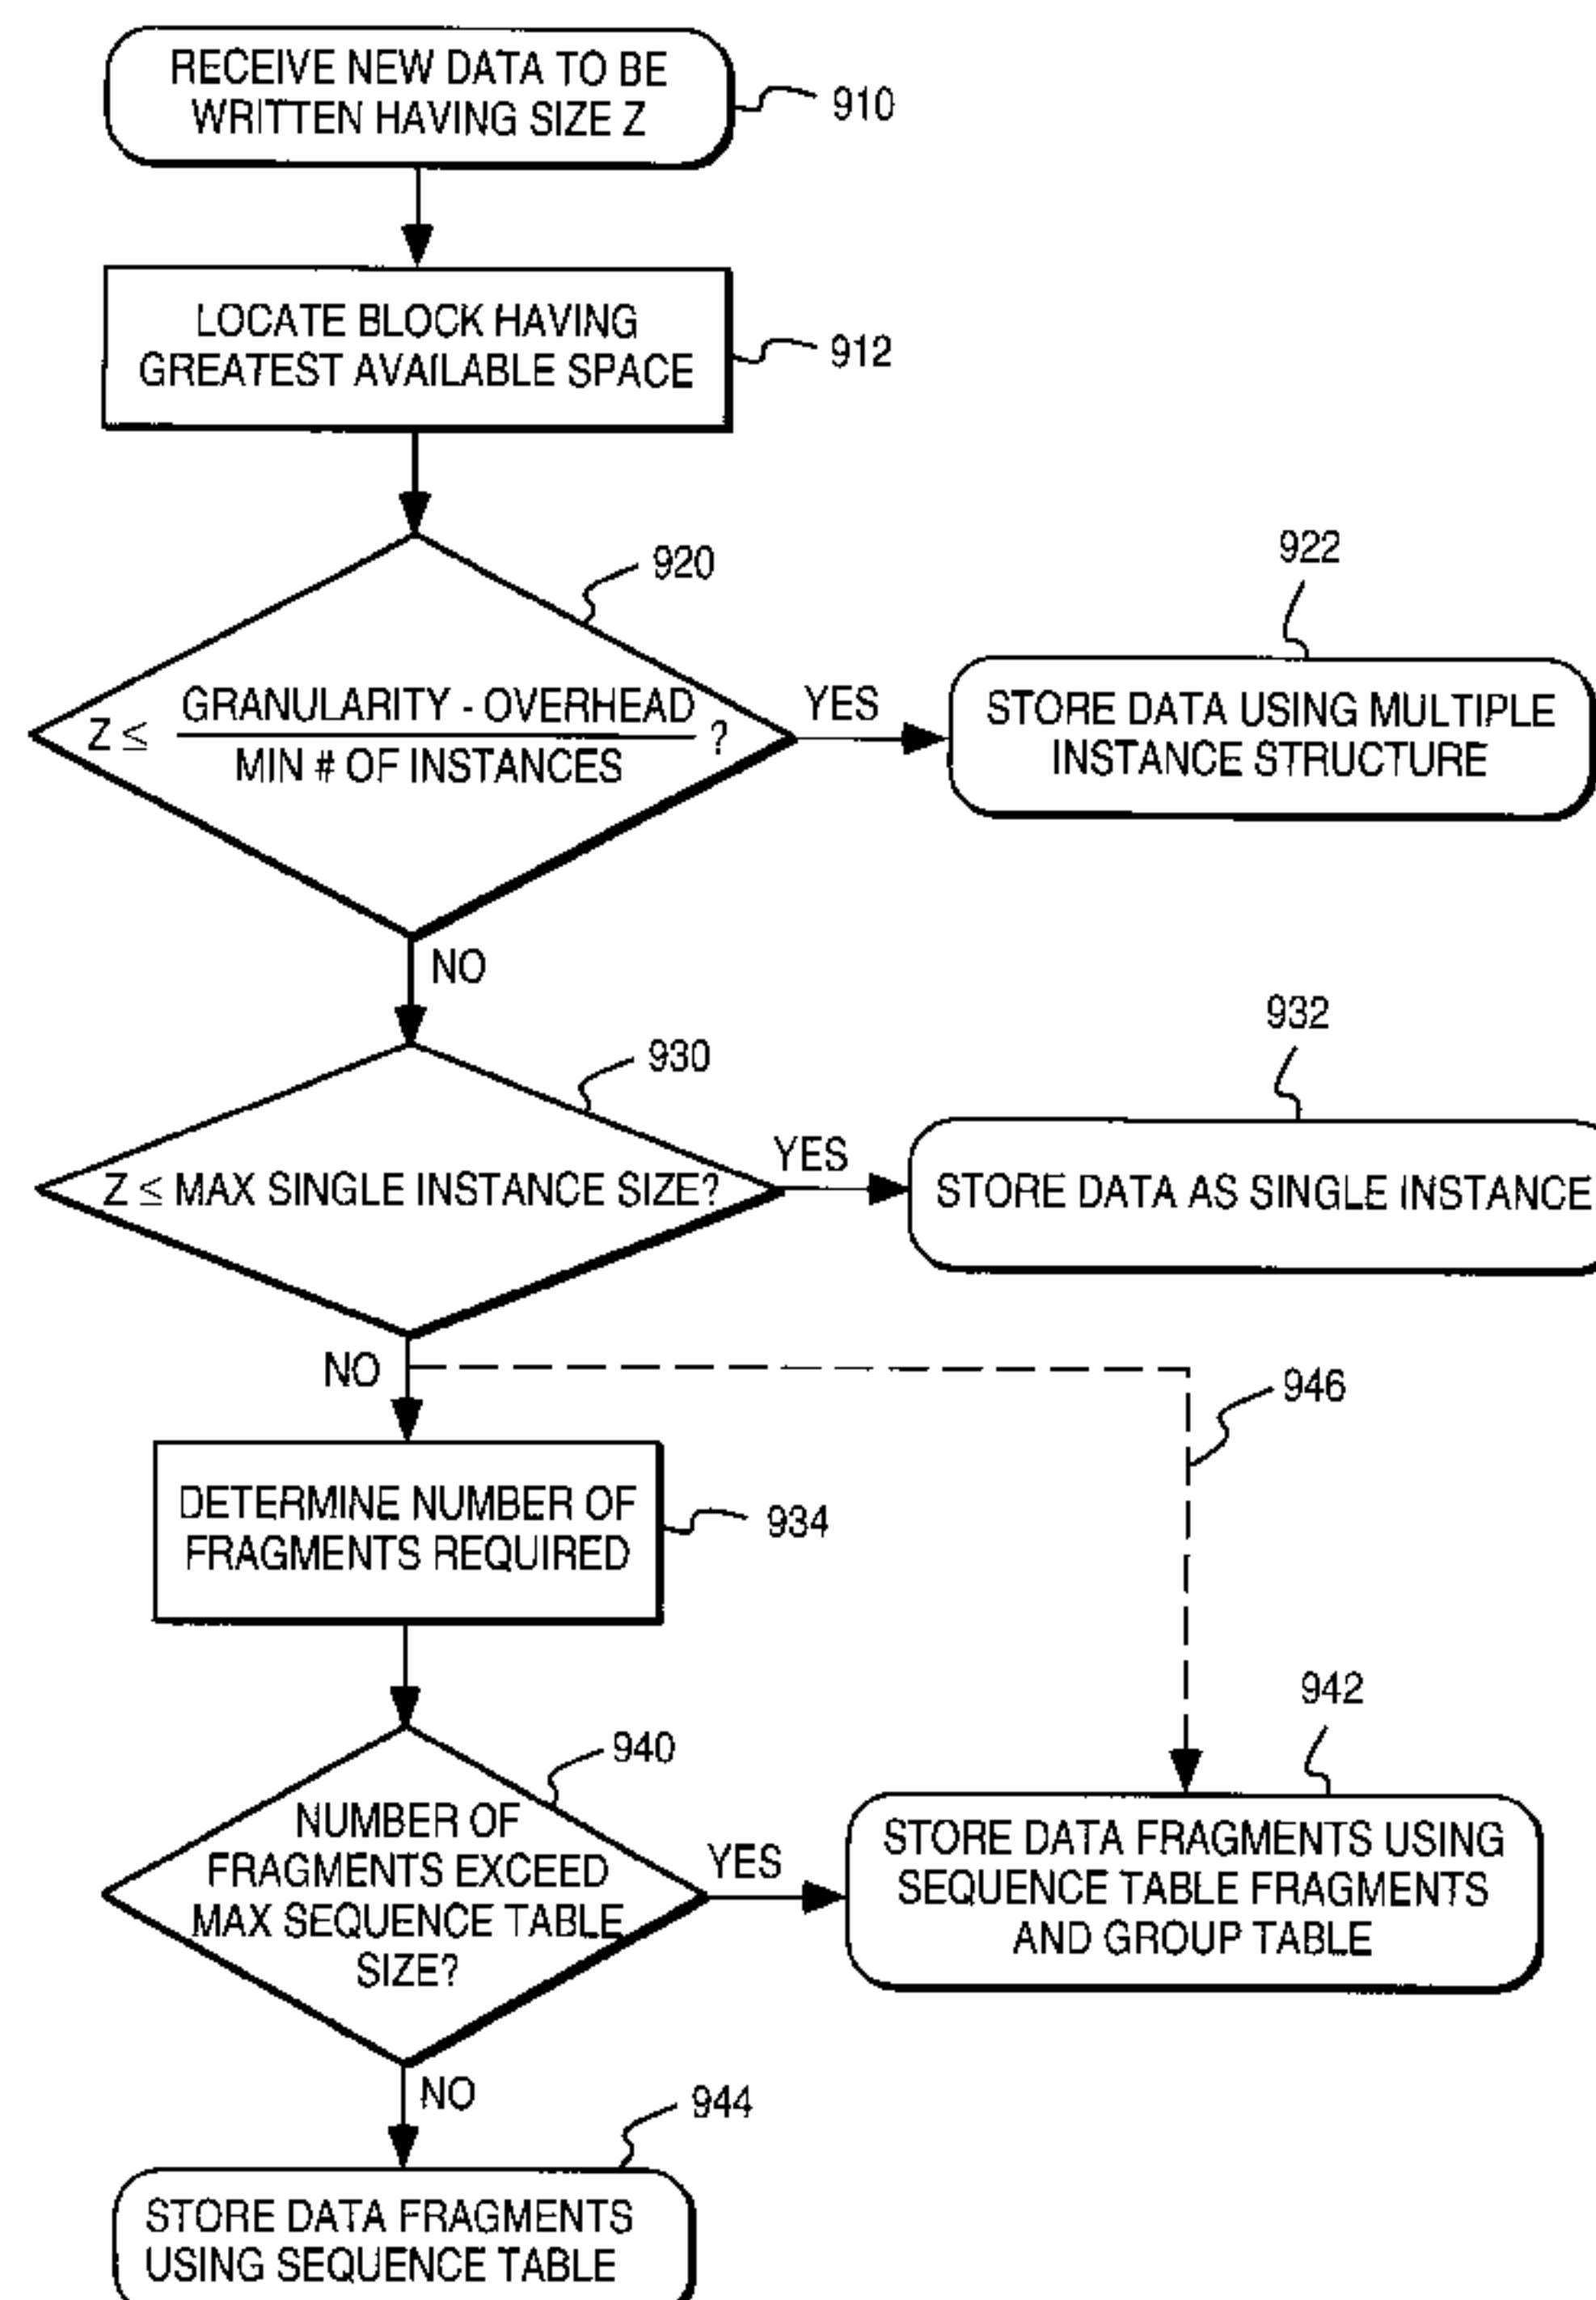 RECEIVE NEW DATA TO BE
WRITTEN HAVING SIZE Z
910
LOCATE BLOCK HAVING
GREATEST AVAILABLE SPACE
912
920
Z ≤ GRANULARITY - OVERHEAD
MIN # OF INSTANCES ?
YES
922
STORE DATA USING MULTIPLE
INSTANCE STRUCTURE
NO
930
Z ≤ MAX SINGLE INSTANCE SIZE?
YES
932
STORE DATA AS SINGLE INSTANCE
NO
946
DETERMINE NUMBER OF
FRAGMENTS REQUIRED
934
940
NUMBER OF
FRAGMENTS EXCEED
MAX SEQUENCE TABLE
SIZE?
YES
942
STORE DATA FRAGMENTS USING
SEQUENCE TABLE FRAGMENTS
AND GROUP TABLE
NO
944
STORE DATA FRAGMENTS
USING SEQUENCE TABLE